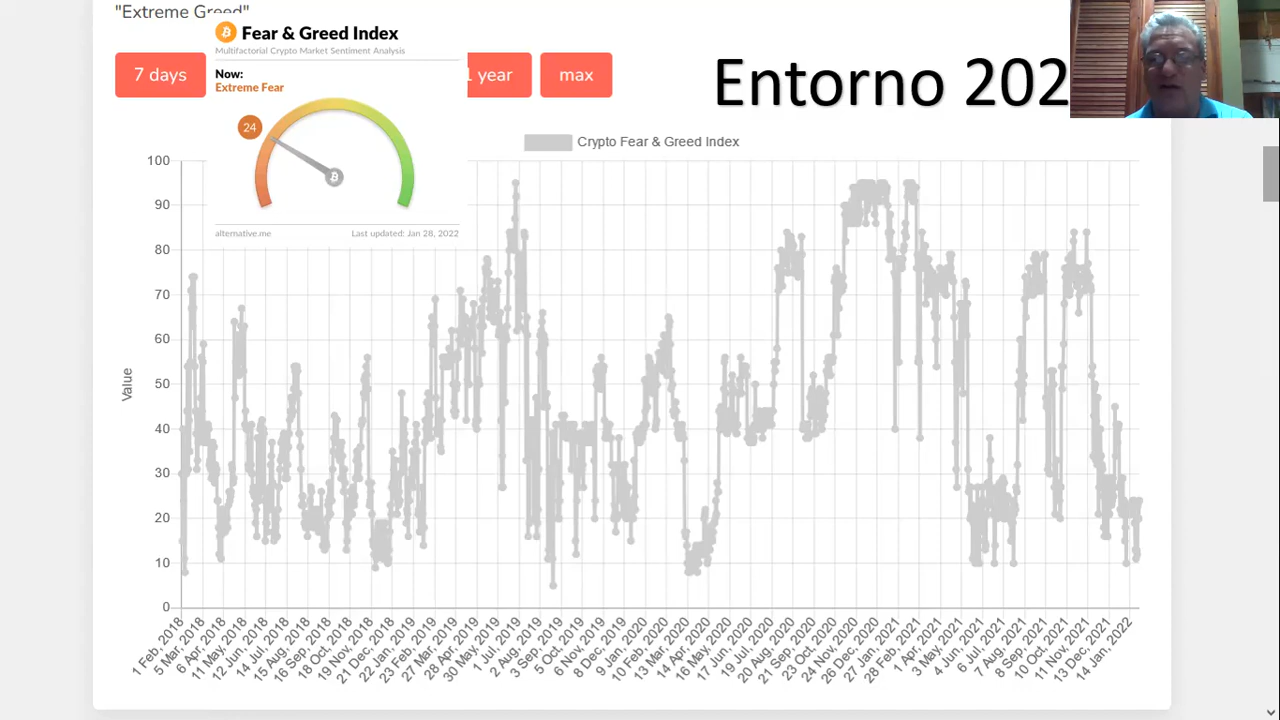 "Extreme Greed"
Fear & Greed Index
Multifactorial Crypto Market Sentiment Analysis
7 days
1 year
max
Entorno 202
Now:
Extreme Fear
24
Crypto Fear & Greed Index
alternative.me
Last updated: Jan 28, 2022
Value
100
90
80
70
60
50
40
30
20
10
0
1 Feb, 2018
5 Mar, 2018
6 Apr, 2018
11 May, 2018
12 Jun, 2018
14 Jul, 2018
15 Aug, 2018
16 Sep, 2018
18 Oct, 2018
19 Nov, 2018
21 Dec, 2018
22 Jan, 2019
23 Feb, 2019
27 Mar, 2019
28 Apr, 2019
30 May, 2019
1 Jul, 2019
2 Aug, 2019
3 Sep, 2019
5 Oct, 2019
6 Nov, 2019
8 Dec, 2019
9 Jan, 2020
10 Feb, 2020
13 Mar, 2020
14 Apr, 2020
16 May, 2020
17 Jun, 2020
19 Jul, 2020
20 Aug, 2020
21 Sep, 2020
23 Oct, 2020
24 Nov, 2020
26 Dec, 2020
27 Jan, 2021
28 Feb, 2021
1 Apr, 2021
3 May, 2021
4 Jun, 2021
6 Jul, 2021
7 Aug, 2021
8 Sep, 2021
10 Oct, 2021
11 Nov, 2021
13 Dec, 2021
14 Jan, 2022